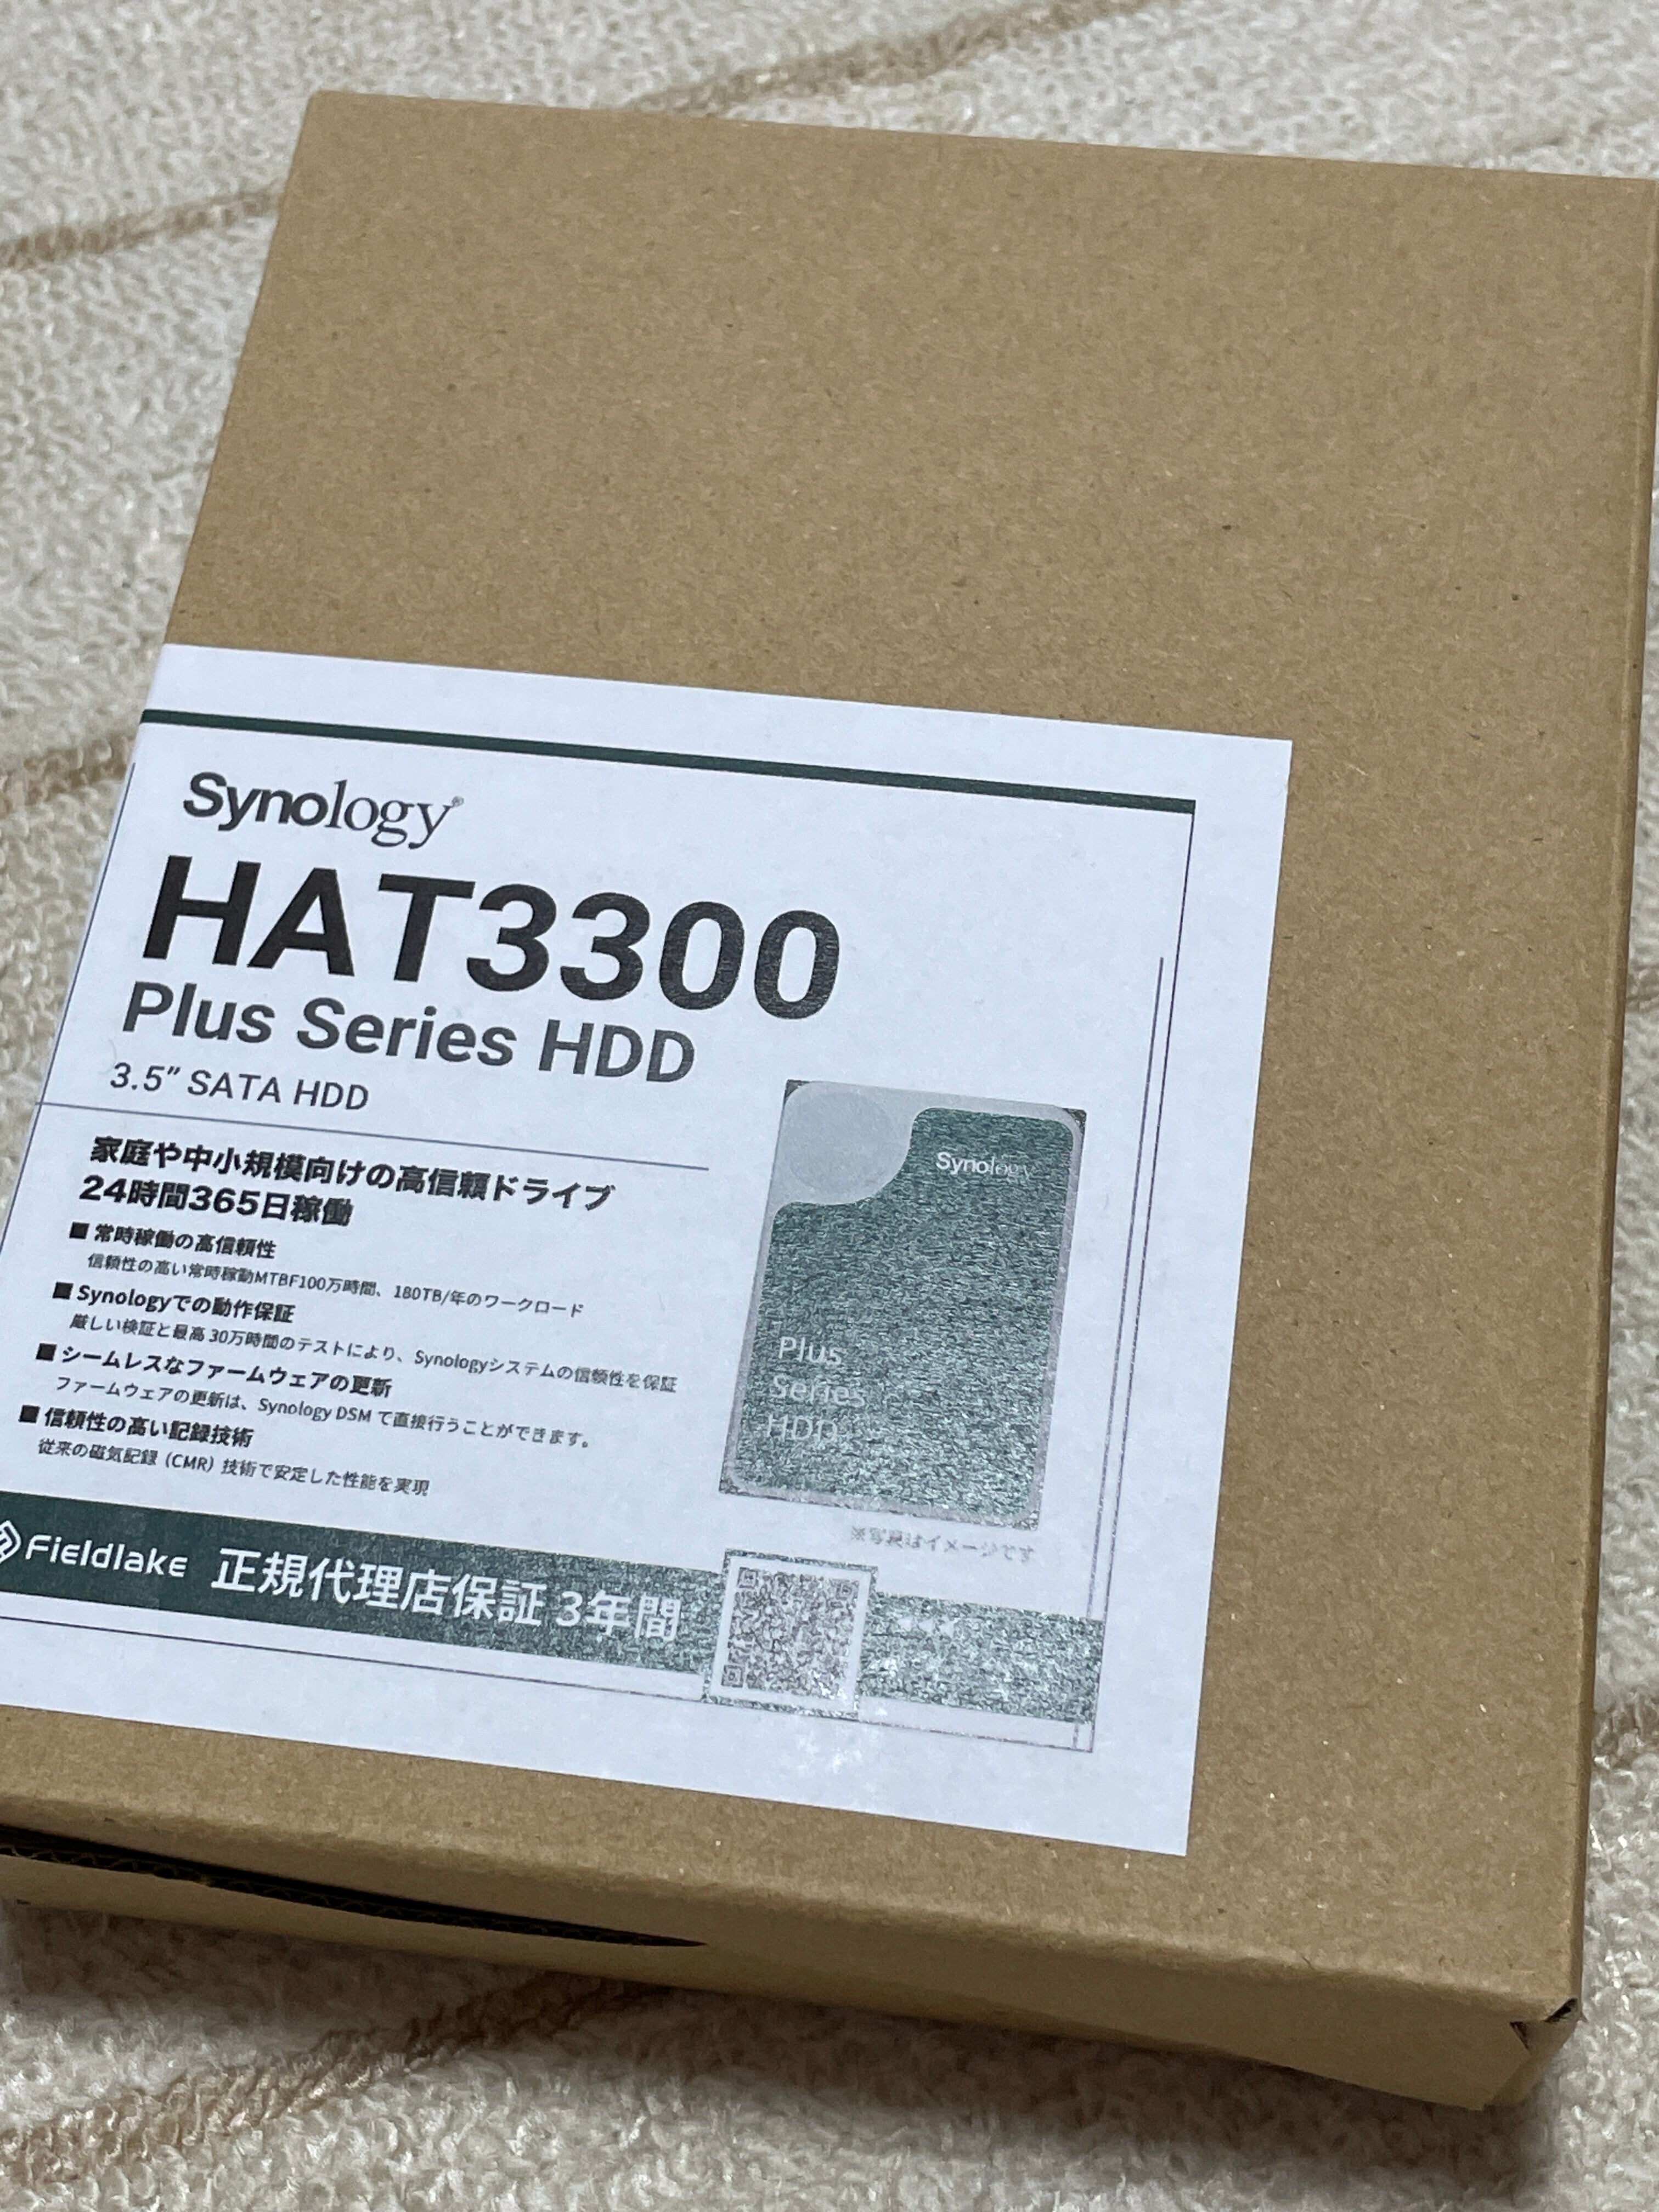 Synology®
HAT3300
Plus Series HDD
3.5” SATA HDD
家庭や中小規模向けの高信頼ドライブ
24時間365日稼働
■ 常時稼働の高信頼性
信頼性の高い常時稼動MTBF100万時間、180TB/年のワークロード
■ Synologyでの動作保証
厳しい検証と最高 30万時間のテストにより、Synologyシステムの信頼性を保証
■ シームレスなファームウェアの更新
ファームウェアの更新は、Synology DSM で直接行うことができます。
■ 信頼性の高い記録技術
従来の磁気記録（CMR）技術で安定した性能を実現
Synology
Plus
Series
HDD
※写真はイメージです
Fieldlake 正規代理店保証 3年間